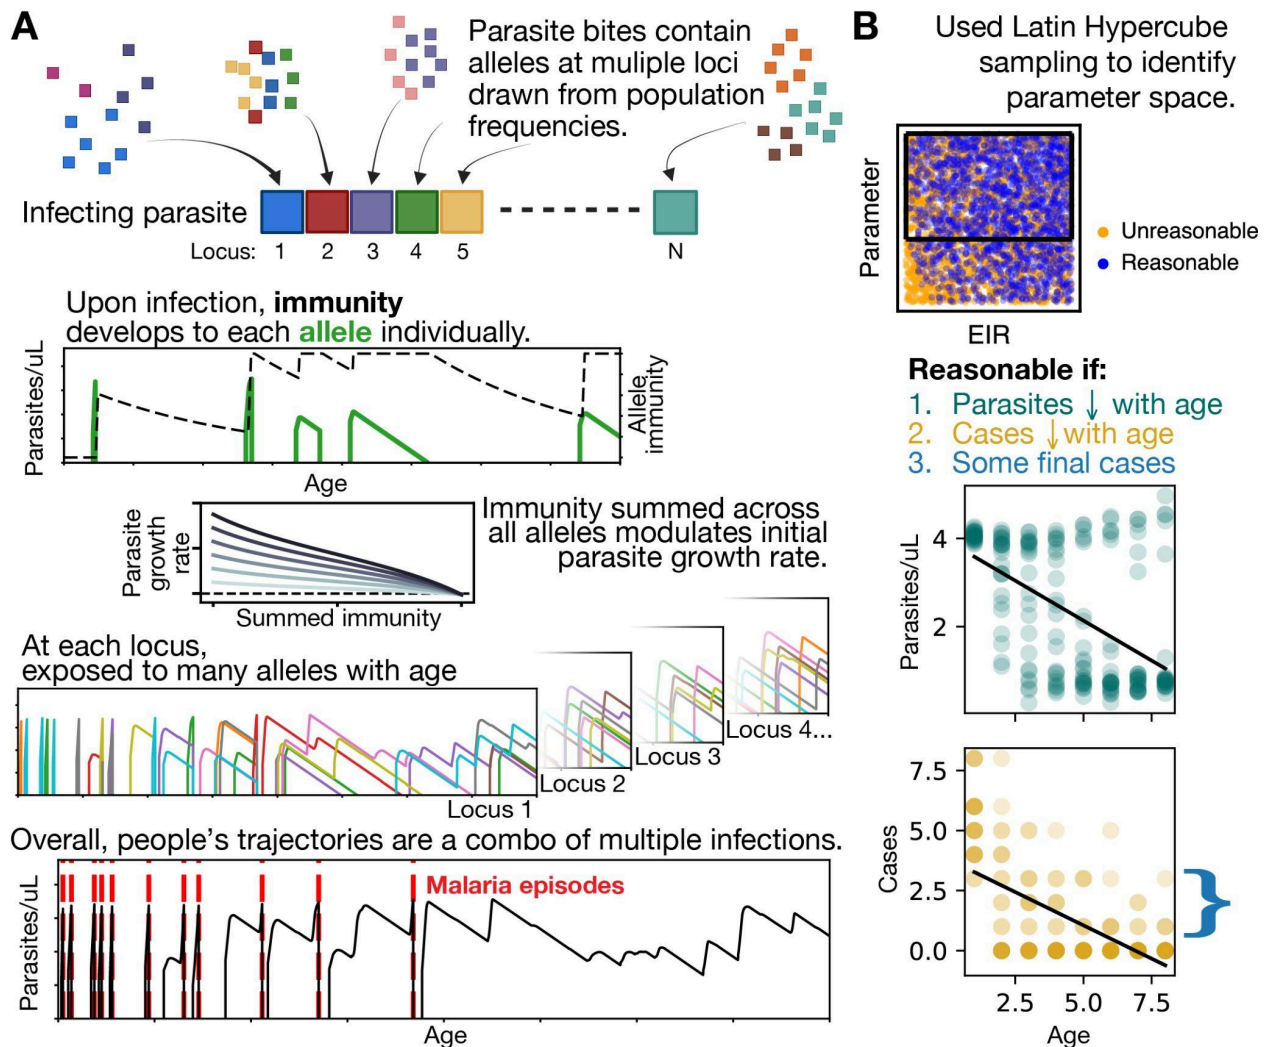 A
Parasite bites contain
alleles at muliple loci
drawn from population
frequencies.
Infecting parasite
Locus: 1 2 3 4 5 N
Upon infection, immunity
develops to each allele individually.
Parasites/uL
Allele
immunity
Age
Parasite
growth
rate
Summed immunity
Immunity summed across
all alleles modulates initial
parasite growth rate.
At each locus,
exposed to many alleles with age
Locus 1
Locus 2
Locus 3
Locus 4...
Overall, people's trajectories are a combo of multiple infections.
Parasites/uL
Malaria episodes
Age
B
Used Latin Hypercube
sampling to identify
parameter space.
Parameter
EIR
Unreasonable
Reasonable
Reasonable if:
1. Parasites ↓ with age
2. Cases ↓with age
3. Some final cases
Parasites/uL
4
2
Cases
7.5
5.0
2.5
0.0
2.5 5.0 7.5
Age